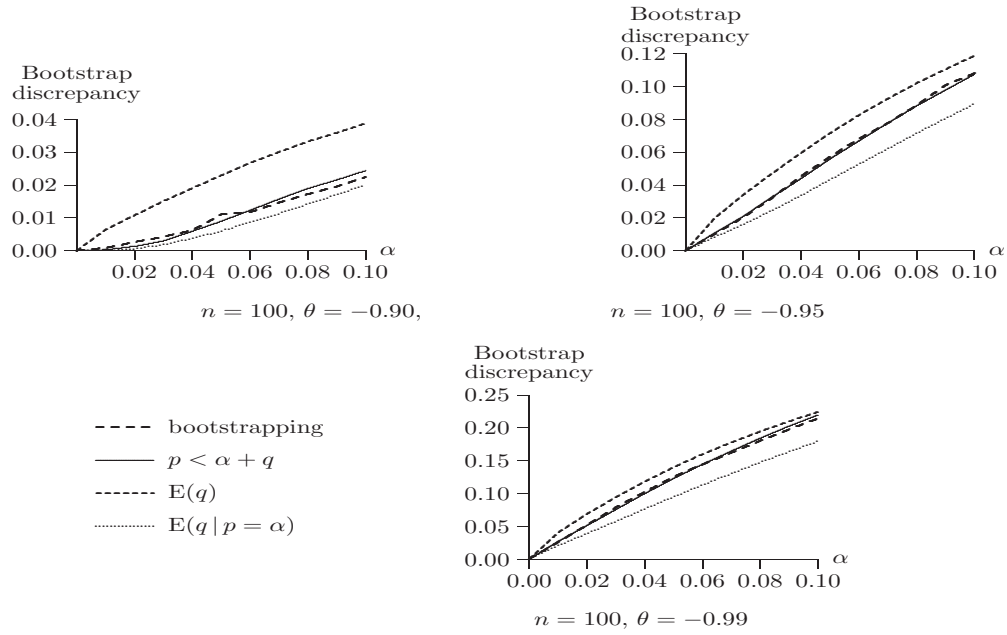 Bootstrap
discrepancy
0.04
0.03
0.02
0.01
0.00
0.02 0.04 0.06 0.08 0.10
α
n = 100, θ = −0.90,
Bootstrap
discrepancy
0.12
0.10
0.08
0.06
0.04
0.02
0.00
0.02 0.04 0.06 0.08 0.10
α
n = 100, θ = −0.95
bootstrapping
p < α + q
E(q)
E(q | p = α)
Bootstrap
discrepancy
0.25
0.20
0.15
0.10
0.05
0.00
0.00 0.02 0.04 0.06 0.08 0.10
α
n = 100, θ = −0.99